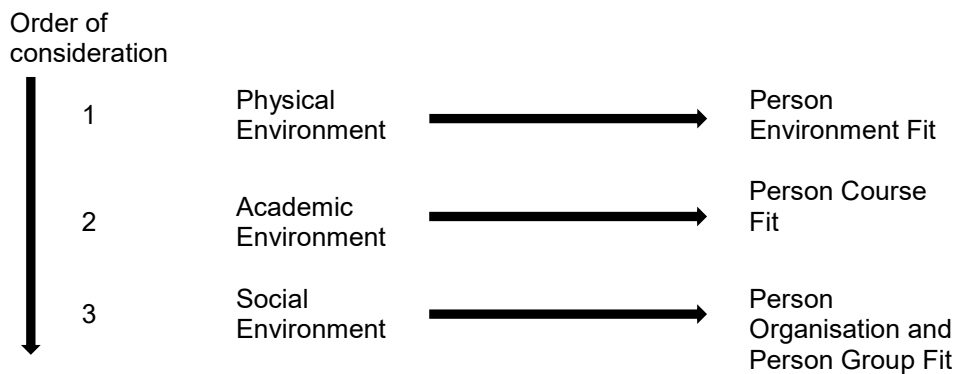 Order of
consideration
1
Physical
Environment
Person
Environment Fit
2
Academic
Environment
Person Course
Fit
3
Social
Environment
Person
Organisation and
Person Group Fit